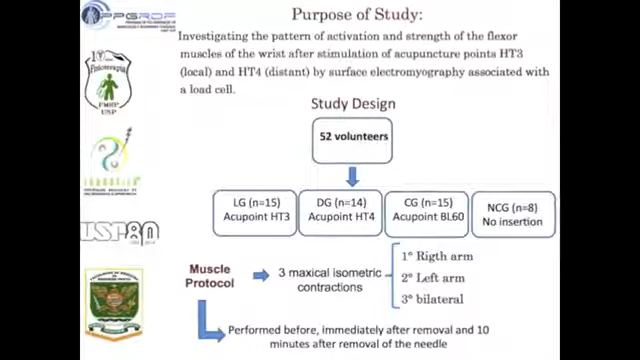 PPGRDF
Purpose of Study:
Investigating the pattern of activation and strength of the flexor
muscles of the wrist after stimulation of acupuncture points HT3
(local) and HT4 (distant) by surface electromyography associated with
a load cell.
Fisioterapia
FMRP
USP
Study Design
52 volunteers
LG (n=15)
Acupoint HT3
DG (n=14)
Acupoint HT4
CG (n=15)
Acupoint BL60
NCG (n=8)
No insertion
USP80
Muscle
Protocol
3 maxical isometric
contractions
1° Rigth arm
2° Left arm
3° bilateral
Performed before, immediately after removal and 10
minutes after removal of the needle